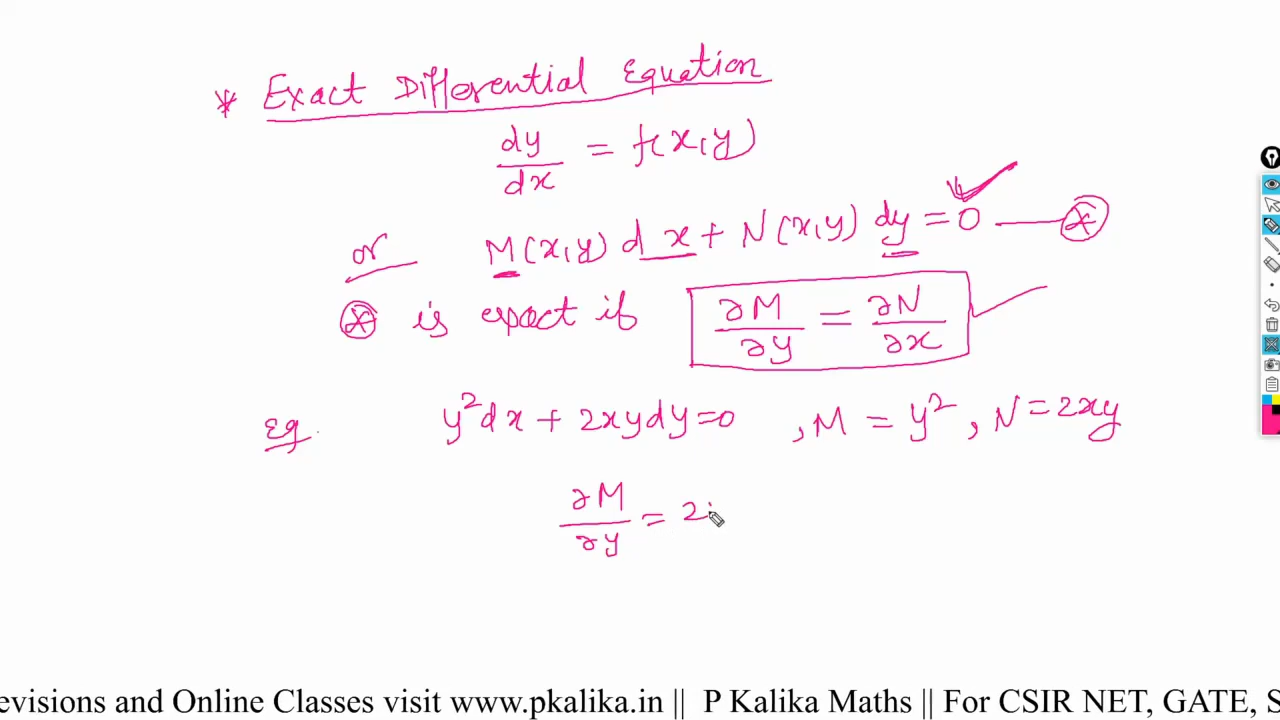 * Exact Differential Equation
dy/dx = f(x,y)
or M(x,y) dx + N(x,y) dy = 0 — ⊛
⊛ is exact if ∂M/∂y = ∂N/∂x
Eg. y²dx + 2xydy=0 , M = y² , N = 2xy
∂M/∂y = 2
evisions and Online Classes visit www.pkalika.in || P Kalika Maths || For CSIR NET, GATE, S